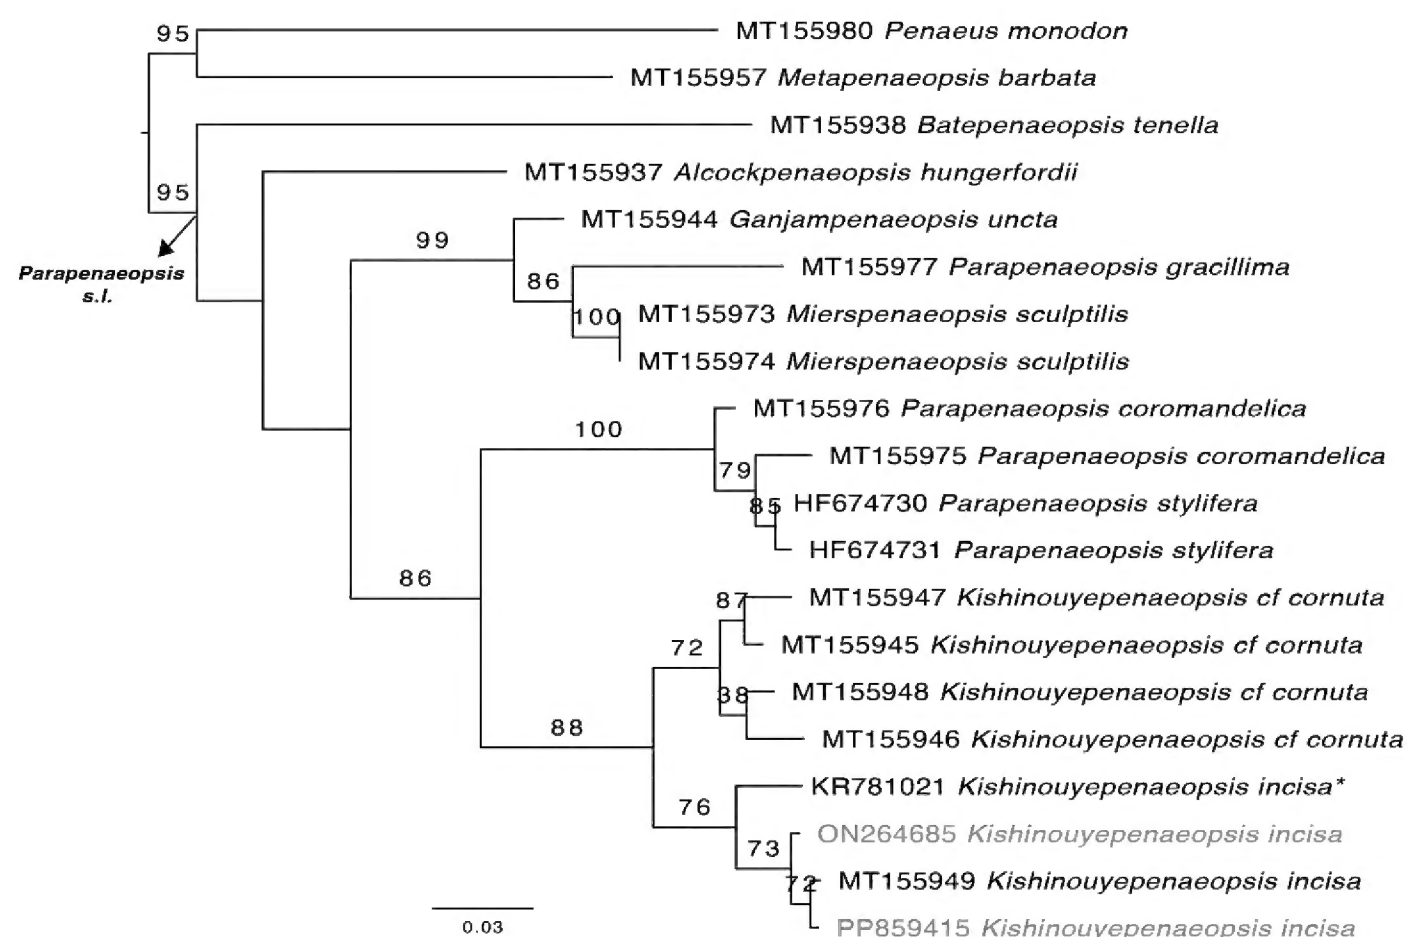 95
MT155980 Penaeus monodon
MT155957 Metapenaeopsis barbata
MT155938 Batepenaeopsis tenella
MT155937 Alcockpenaeopsis hungerfordii
95
MT155944 Ganjampenaeopsis uncta
99
Parapenaeopsis
s.l.
MT155977 Parapenaeopsis gracillima
86
100
MT155973 Mierspenaeopsis sculptilis
MT155974 Mierspenaeopsis sculptilis
MT155976 Parapenaeopsis coromandelica
100
MT155975 Parapenaeopsis coromandelica
79
85
HF674730 Parapenaeopsis stylifera
HF674731 Parapenaeopsis stylifera
86
87
MT155947 Kishinouyepenaeopsis cf cornuta
MT155945 Kishinouyepenaeopsis cf cornuta
72
38
MT155948 Kishinouyepenaeopsis cf cornuta
88
MT155946 Kishinouyepenaeopsis cf cornuta
KR781021 Kishinouyepenaeopsis incisa*
76
ON264685 Kishinouyepenaeopsis incisa
73
72
MT155949 Kishinouyepenaeopsis incisa
PP859415 Kishinouyepenaeopsis incisa
0.03